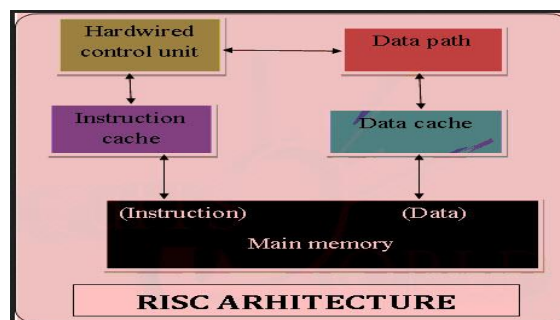 Hardwired
control unit
Data path
Instruction
cache
Data cache
(Instruction)
(Data)
Main memory
RISC ARHITECTURE